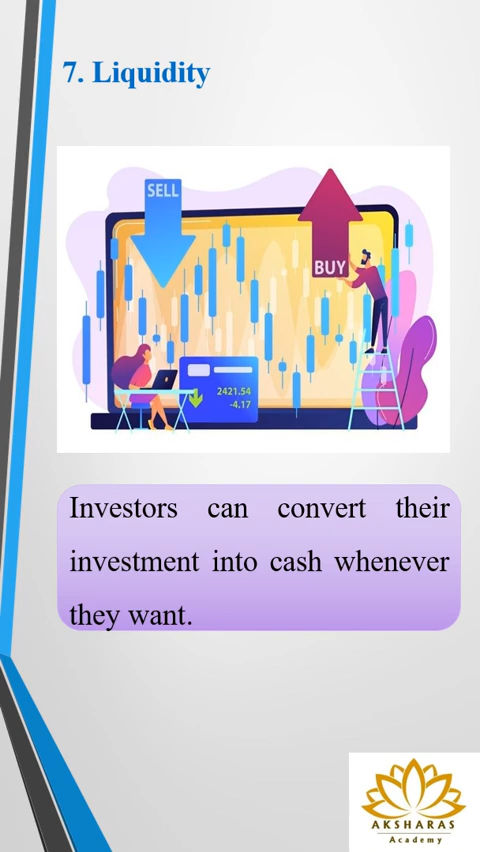 7. Liquidity
SELL
BUY
2421.54
-4.17
Investors can convert their
investment into cash whenever
they want.
AKSHARAS
Academy